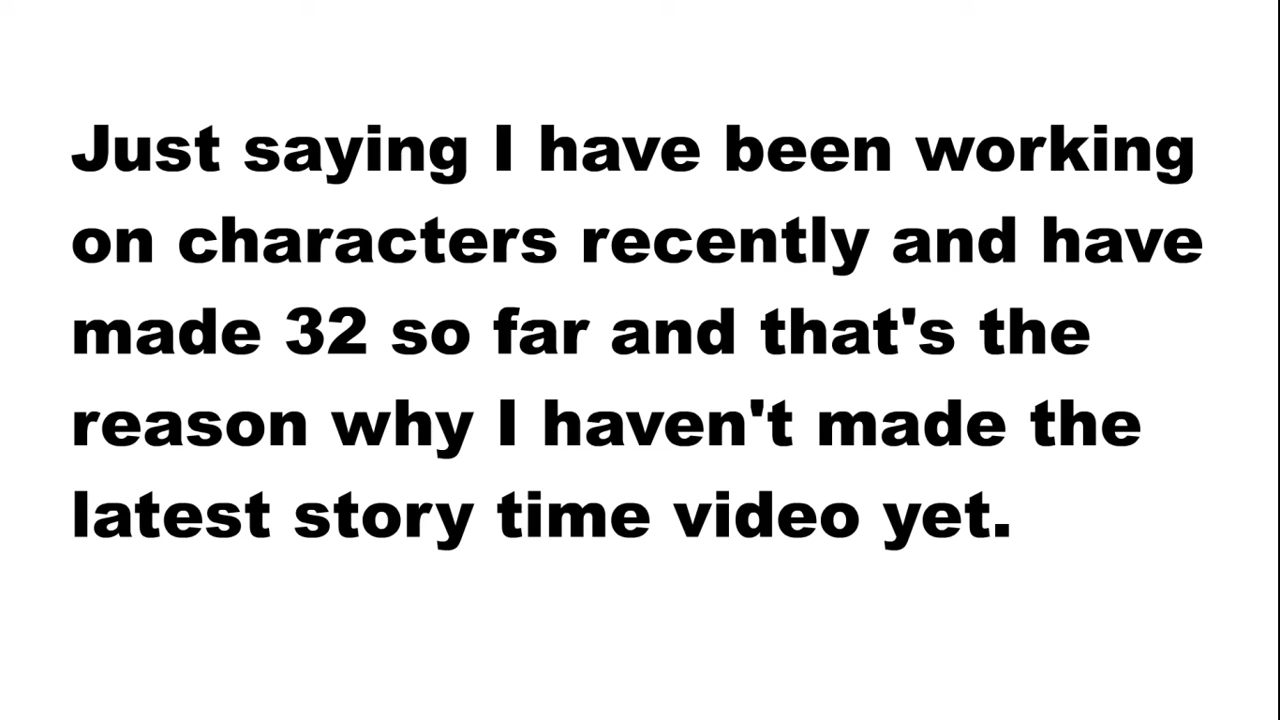 Just saying I have been working
on characters recently and have
made 32 so far and that's the
reason why I haven't made the
latest story time video yet.